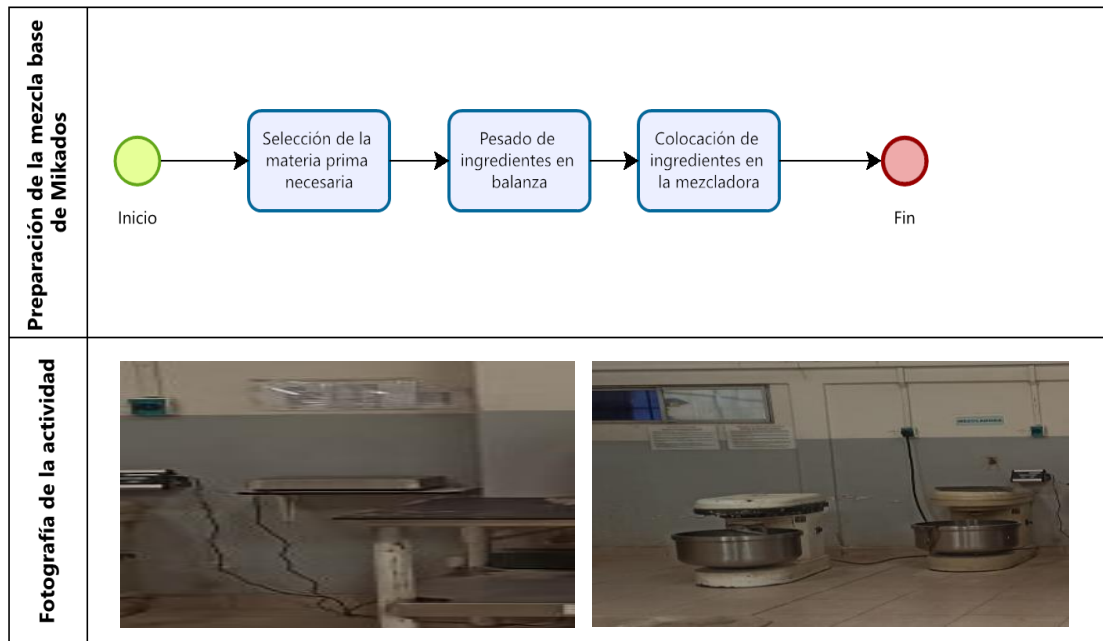 Preparación de la mezcla base
de Mikados
Inicio
Selección de la
materia prima
necesaria
Pesado de
ingredientes en
balanza
Colocación de
ingredientes en
la mezcladora
Fin
Fotografía de la actividad
MEZCLADORA